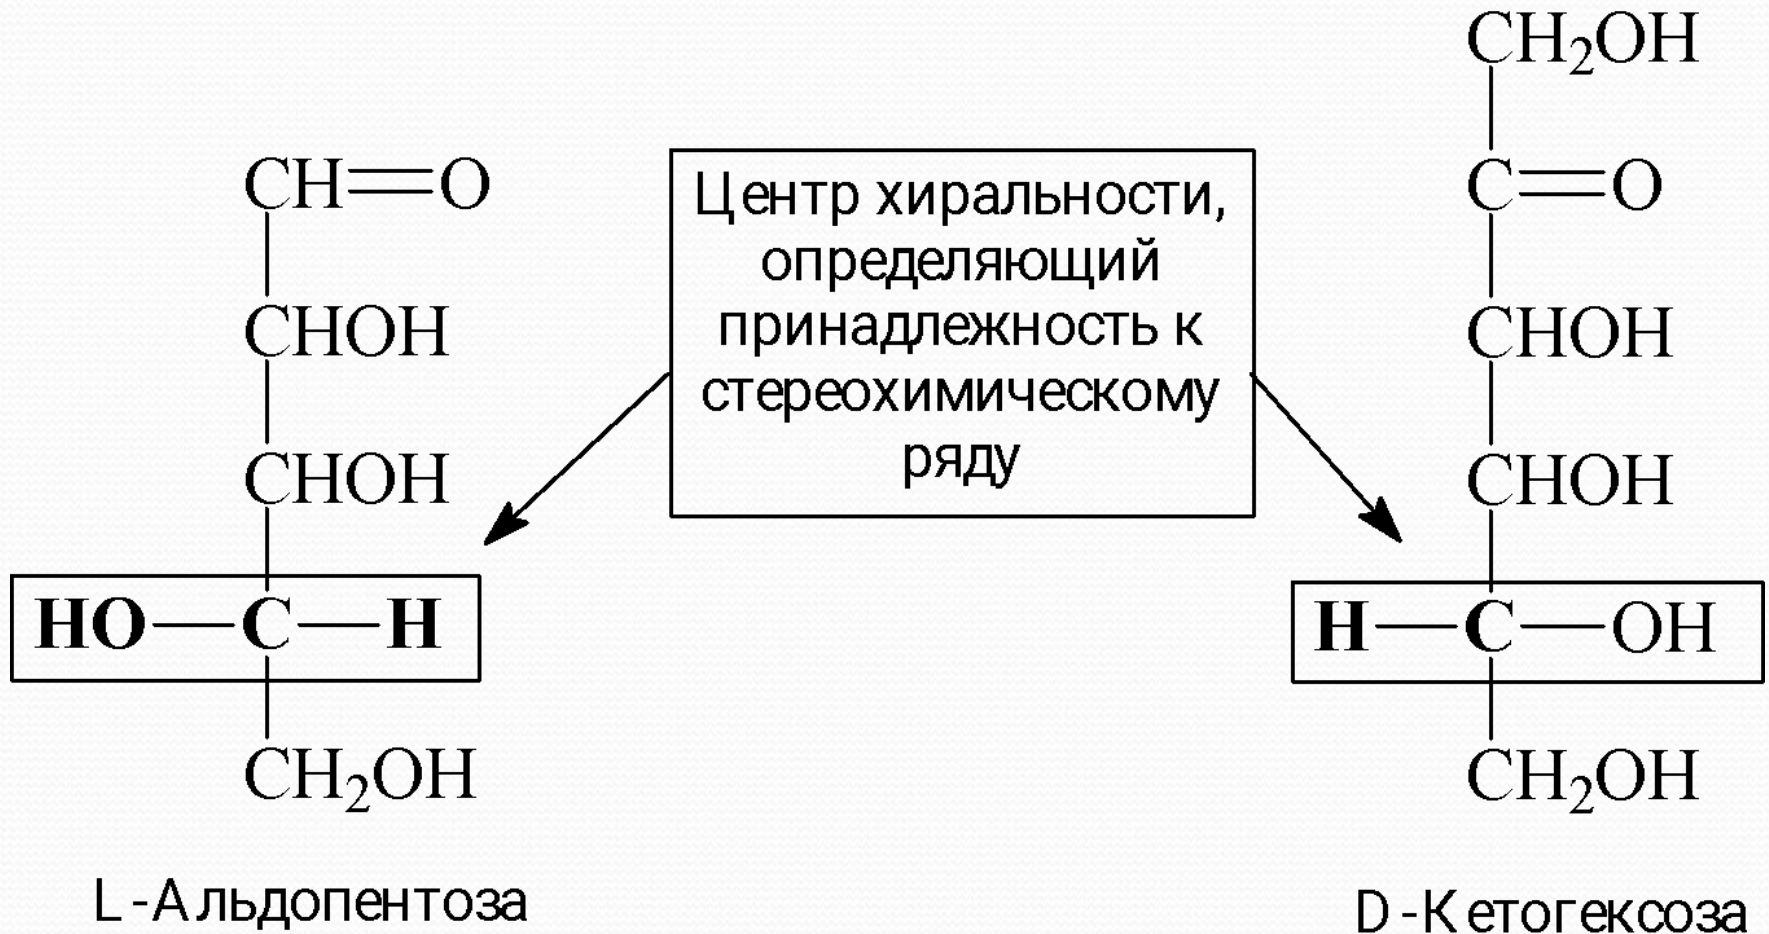 CH=O
CHOH
CHOH
HO—C—H
CH₂OH
L-Альдопентоза
Центр хиральности,
определяющий
принадлежность к
стереохимическому
ряду
CH₂OH
C=O
CHOH
CHOH
H—C—OH
CH₂OH
D-Кетогексоза